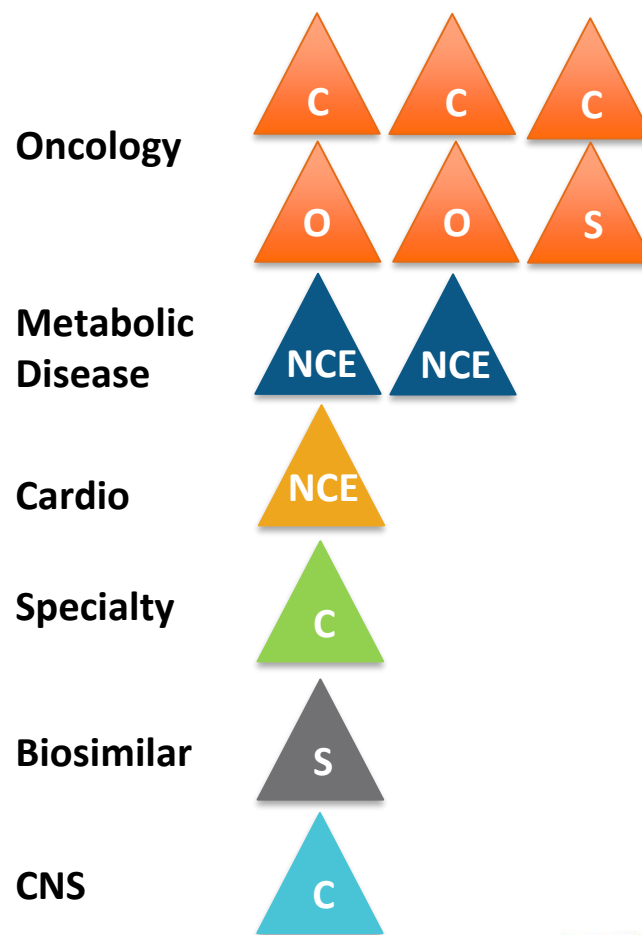 C C C
Oncology
O O S
Metabolic
Disease
NCE NCE
Cardio
NCE
Specialty
C
Biosimilar
S
CNS
C